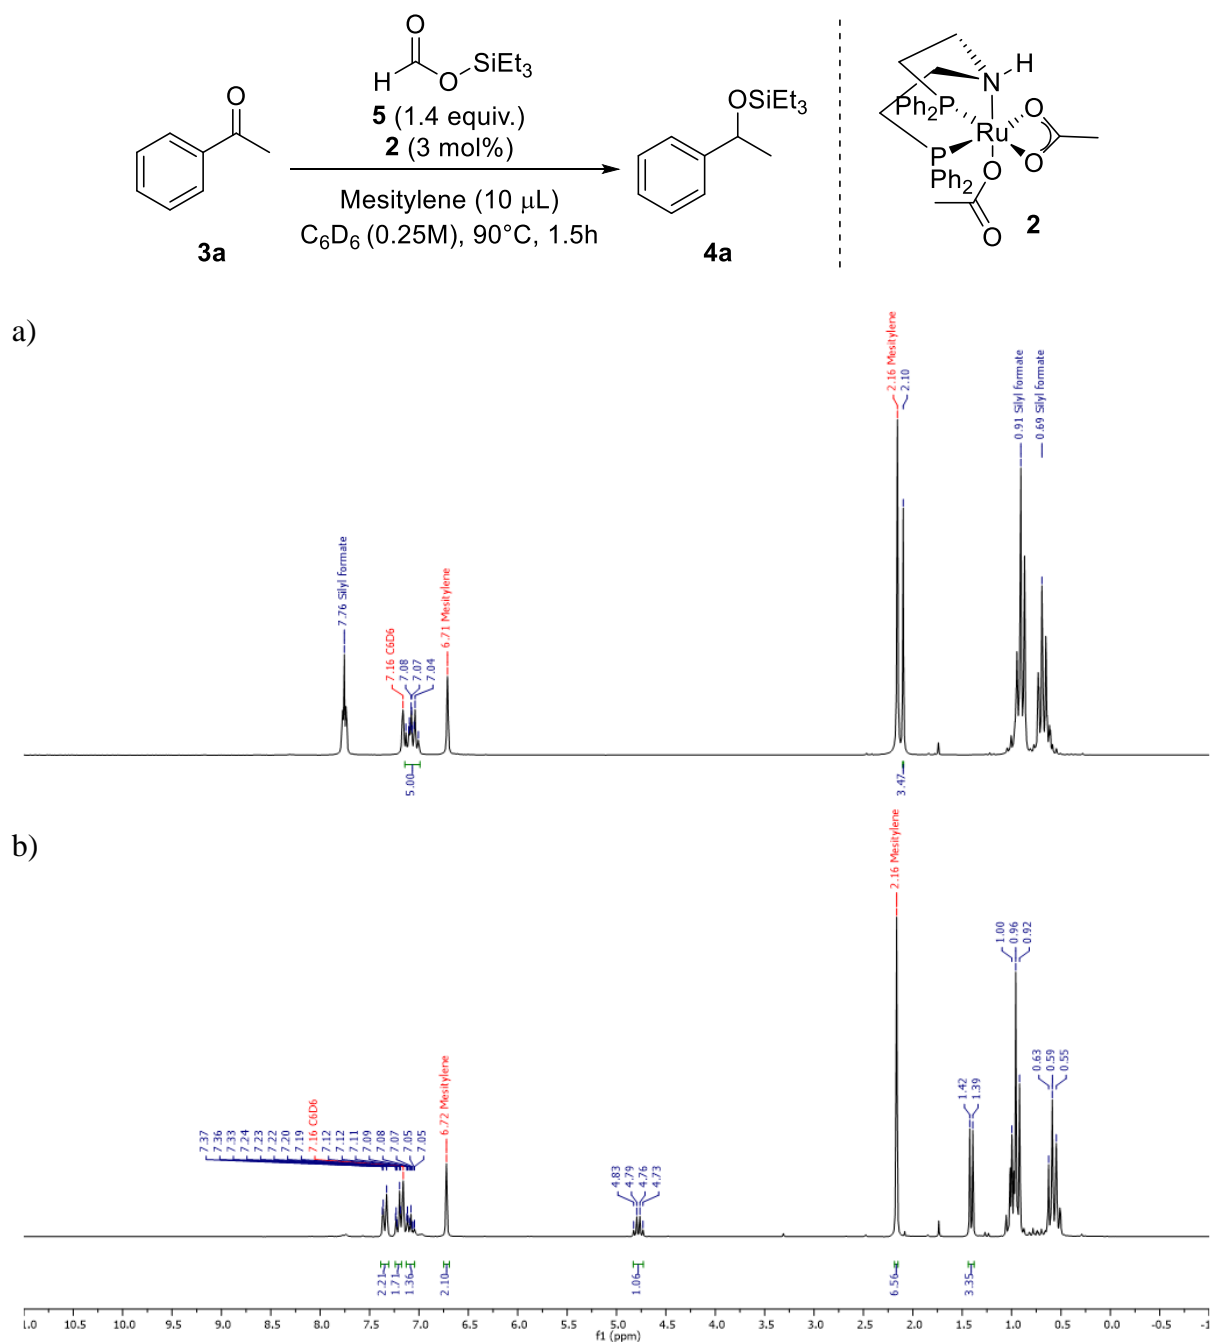 O
H
O
SiEt3
5 (1.4 equiv.)
2 (3 mol%)
Mesitylene (10 μL)
C6D6 (0.25M), 90°C, 1.5h
O
3a
OSiEt3
4a
N
H
Ph2P
P
Ph2
Ru
O
O
O
O
2
a)
7.76 Silyl formate
7.16 C6D6
7.08
7.07
7.04
6.71 Mesitylene
2.16 Mesitylene
2.10
0.91 Silyl formate
0.69 Silyl formate
5.00
3.47
b)
7.37
7.36
7.33
7.24
7.23
7.22
7.20
7.19
7.16 C6D6
7.12
7.12
7.11
7.09
7.08
7.07
7.05
7.05
6.72 Mesitylene
4.83
4.79
4.76
4.73
2.16 Mesitylene
1.42
1.39
1.00
0.96
0.92
0.63
0.59
0.55
2.21
1.71
1.36
2.10
1.06
6.56
3.35
1.0 10.5 10.0 9.5 9.0 8.5 8.0 7.5 7.0 6.5 6.0 5.5 5.0 4.5 4.0 3.5 3.0 2.5 2.0 1.5 1.0 0.5 0.0 -0.5 -1
f1 (ppm)